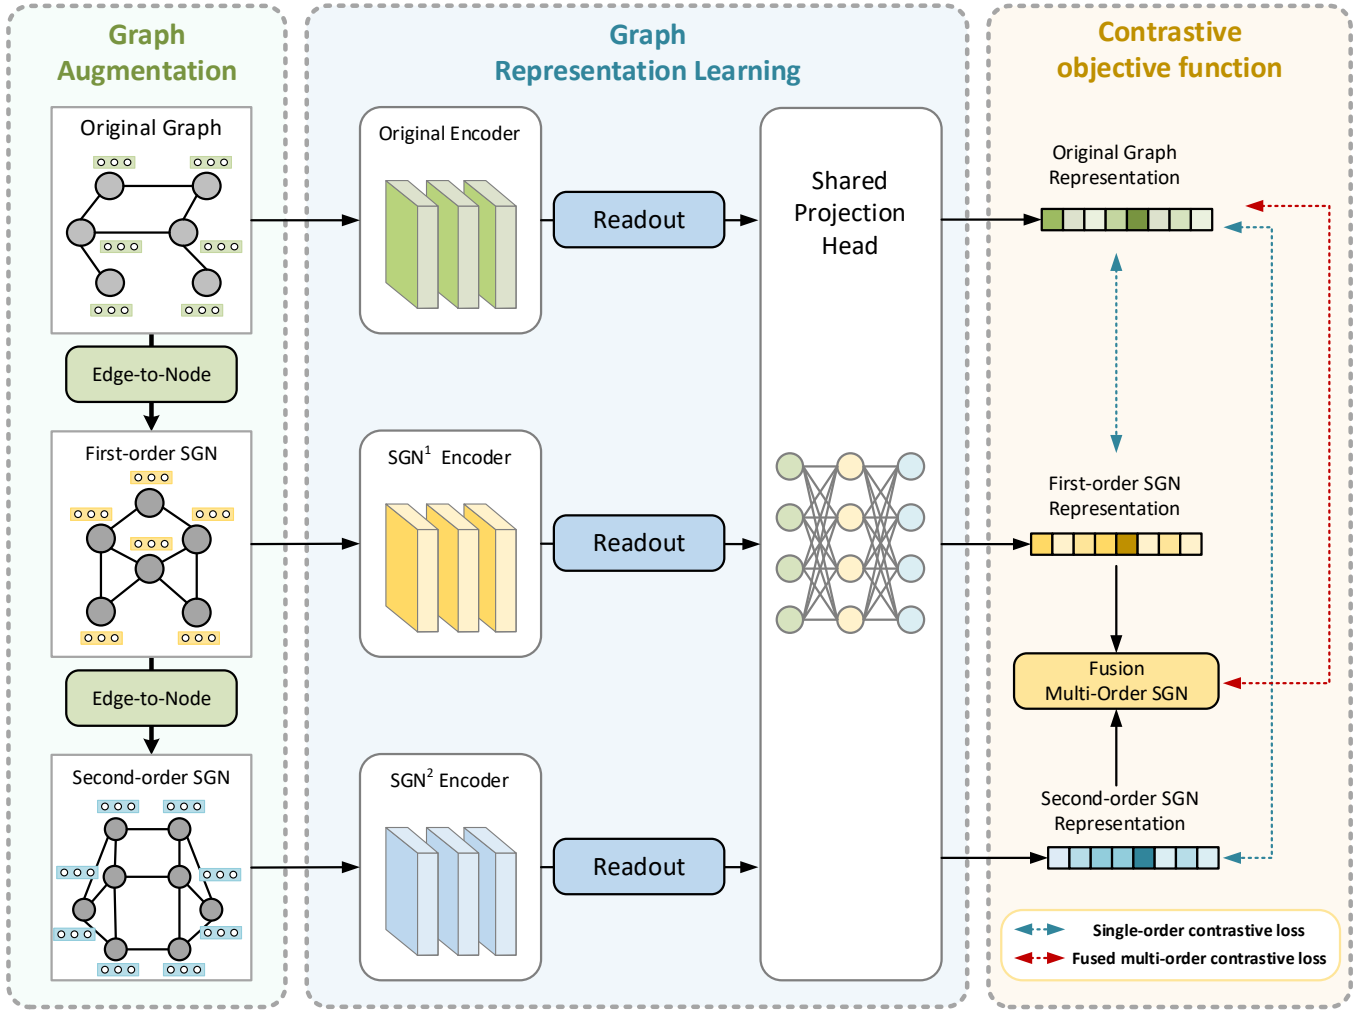 Graph
Augmentation
Original Graph
Edge-to-Node
First-order SGN
Edge-to-Node
Second-order SGN
Graph
Representation Learning
Original Encoder
Readout
SGN¹ Encoder
Readout
SGN² Encoder
Readout
Shared
Projection
Head
Contrastive
objective function
Original Graph
Representation
First-order SGN
Representation
Fusion
Multi-Order SGN
Second-order SGN
Representation
Single-order contrastive loss
Fused multi-order contrastive loss